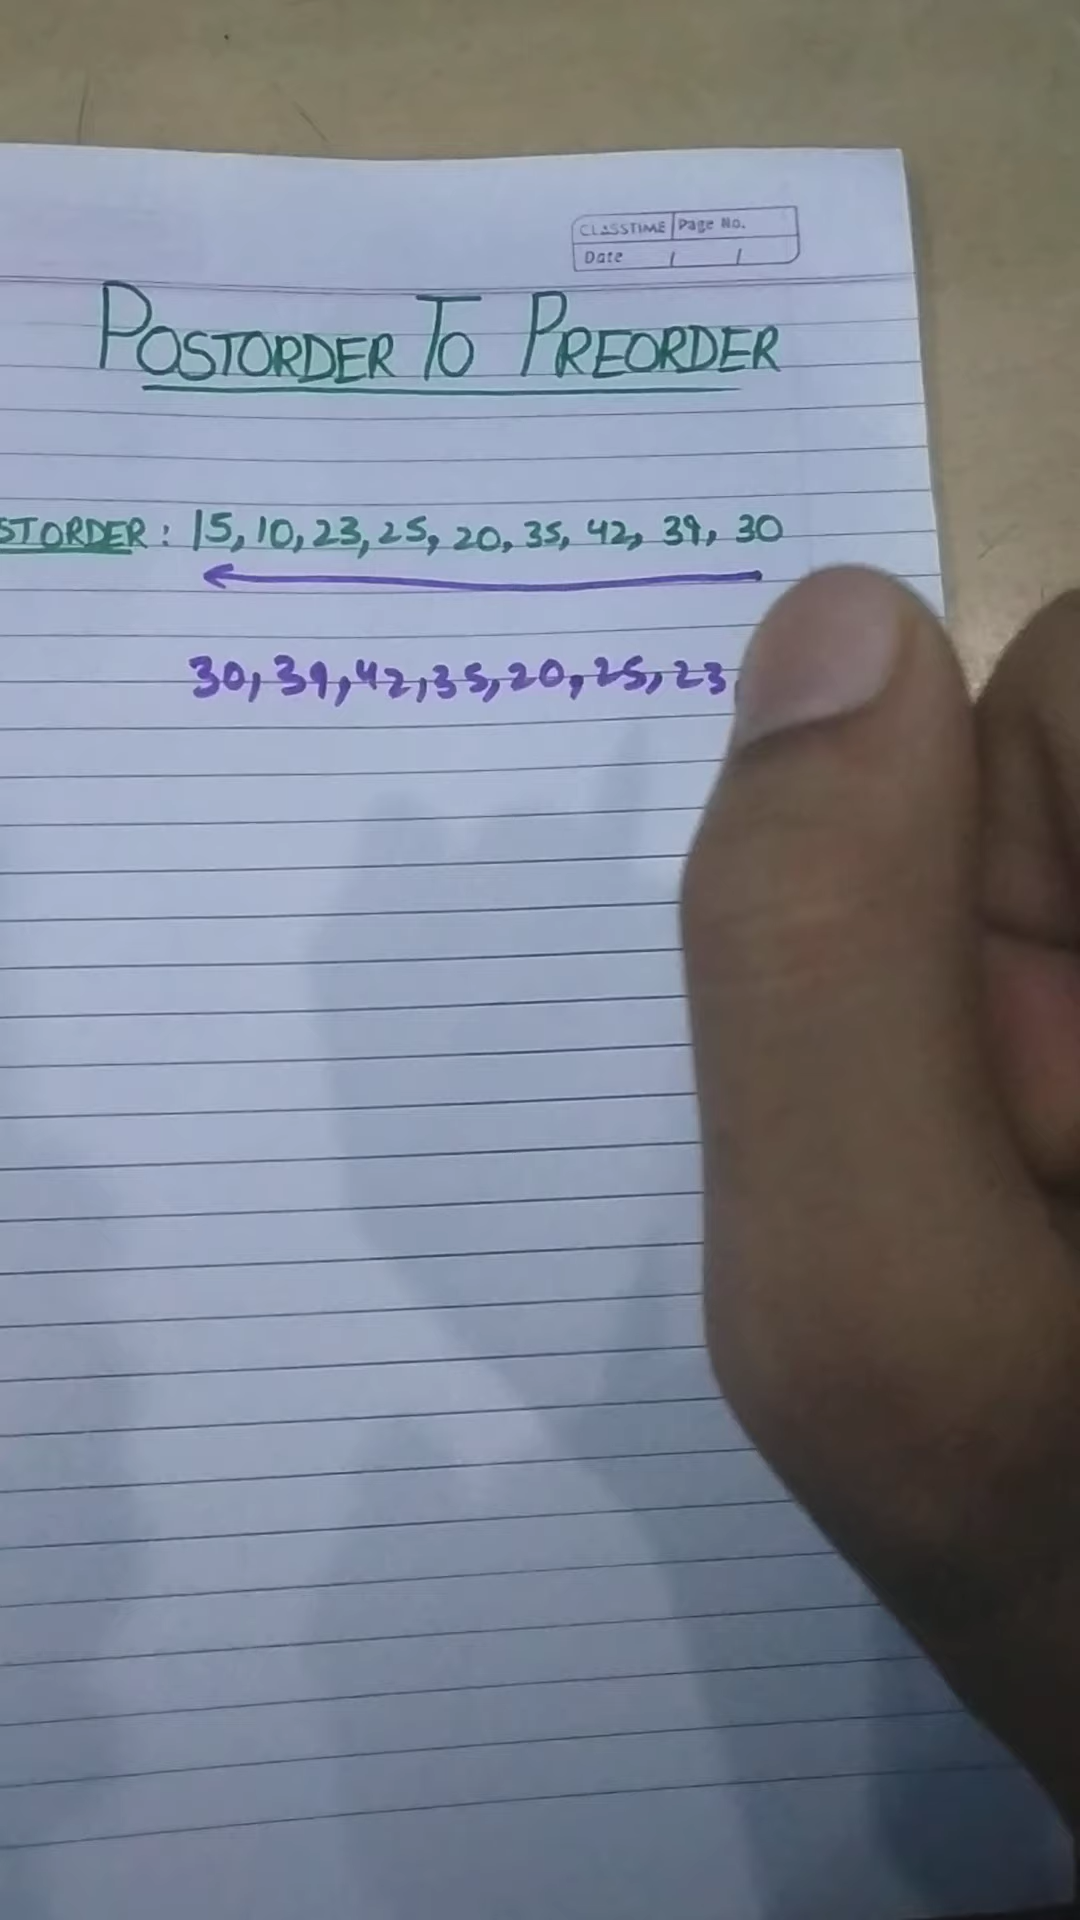 CLASSTIME Page No.
Date / /
POSTORDER TO PREORDER
STORDER: 15, 10, 23, 25, 20, 35, 42, 39, 30
30, 39, 42, 35, 20, 25, 23